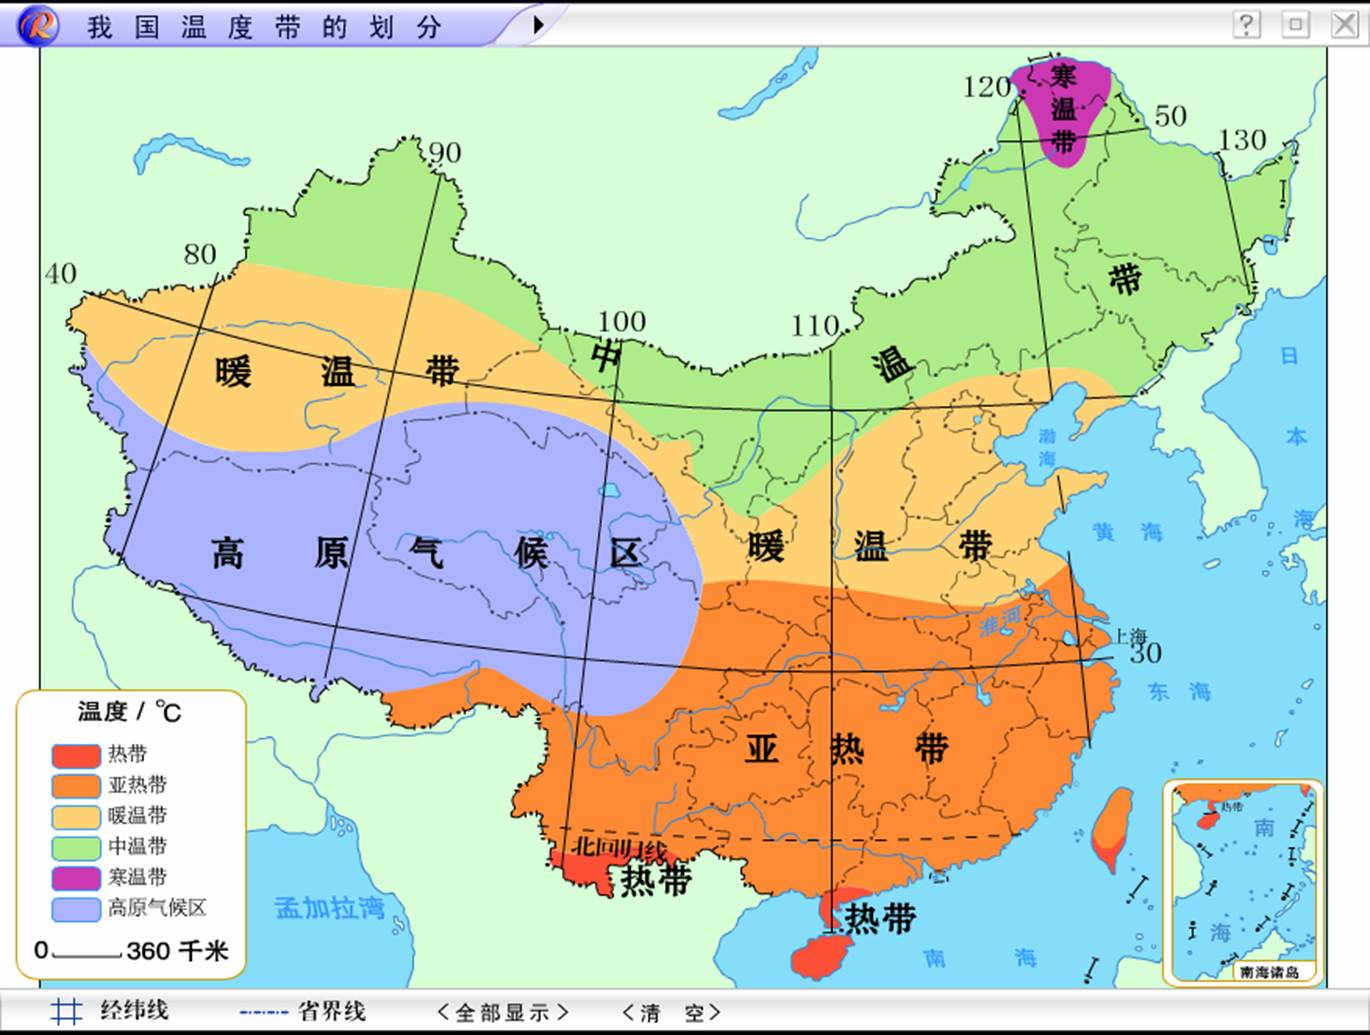 我国温度带的划分
寒温带
120
50
130
90
80
40
100
110
中温带
暖温带
日本海
渤海
黄海
高原气候区
暖温带
淮河
上海
30
东海
亚热带
温度 / ℃
热带
亚热带
暖温带
中温带
寒温带
高原气候区
0 360 千米
北回归线
热带
热带
孟加拉湾
南海
热带
南海
南海诸岛
经纬线
省界线
<全部显示>
<清 空>